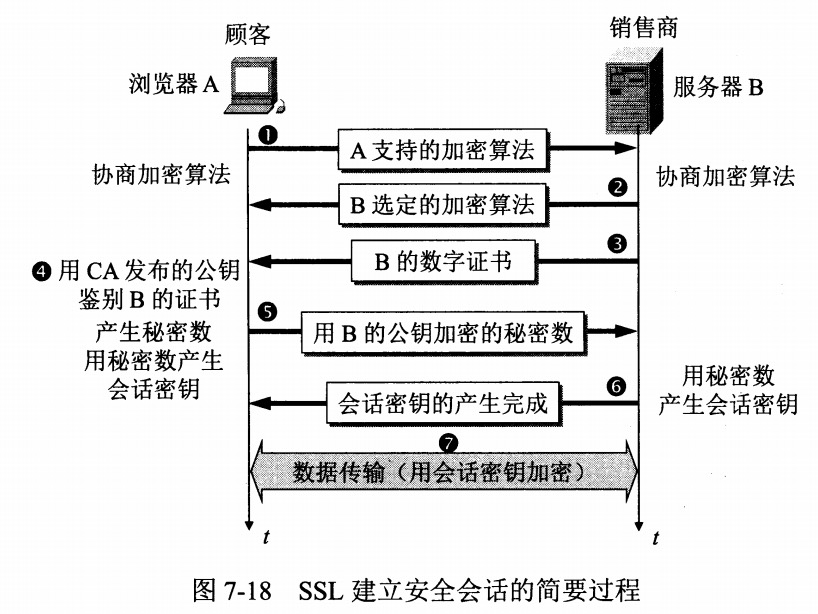 顾客
销售商
浏览器 A
服务器 B
❶
A 支持的加密算法
协商加密算法
协商加密算法
❷
B 选定的加密算法
❸
B 的数字证书
❹ 用 CA 发布的公钥
鉴别 B 的证书
❺
产生秘密数
用 B 的公钥加密的秘密数
用秘密数产生
会话密钥
❻
会话密钥的产生完成
用秘密数
产生会话密钥
❼
数据传输（用会话密钥加密）
t
t
图 7-18 SSL 建立安全会话的简要过程